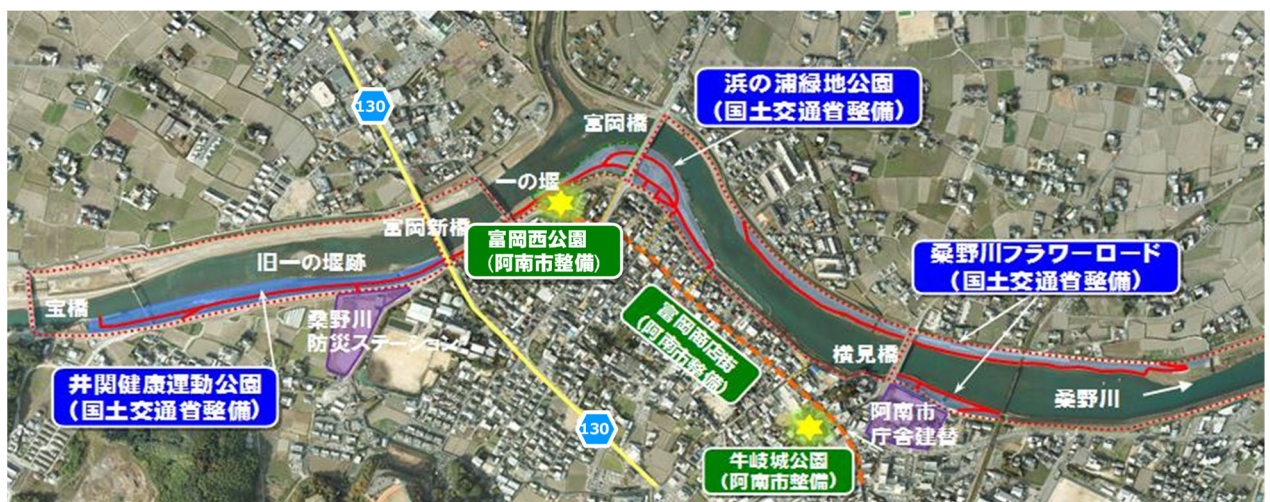 130
浜の浦緑地公園
(国土交通省整備)
富岡橋
一の堰
富岡新橋
富岡西公園
(阿南市整備)
旧一の堰跡
宝橋
桑野川
防災ステーション
井関健康運動公園
(国土交通省整備)
富岡商店街
(阿南市整備)
桑野川フラワーロード
(国土交通省整備)
横見橋
桑野川
阿南市
庁舎建替
130
牛岐城公園
(阿南市整備)